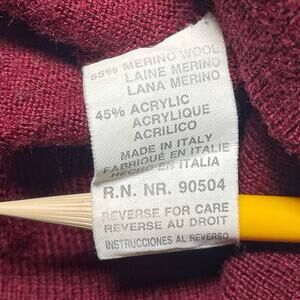 55% MERINO WOOL
LAINE MERINO
LANA MERINO
45% ACRYLIC
ACRYLIQUE
ACRILICO
MADE IN ITALY
FABRIQUÉ EN ITALIE
HECHO EN ITALIA
R.N. NR. 90504
REVERSE FOR CARE
REVERSE AU DROIT
INSTRUCCIONES AL REVERSO